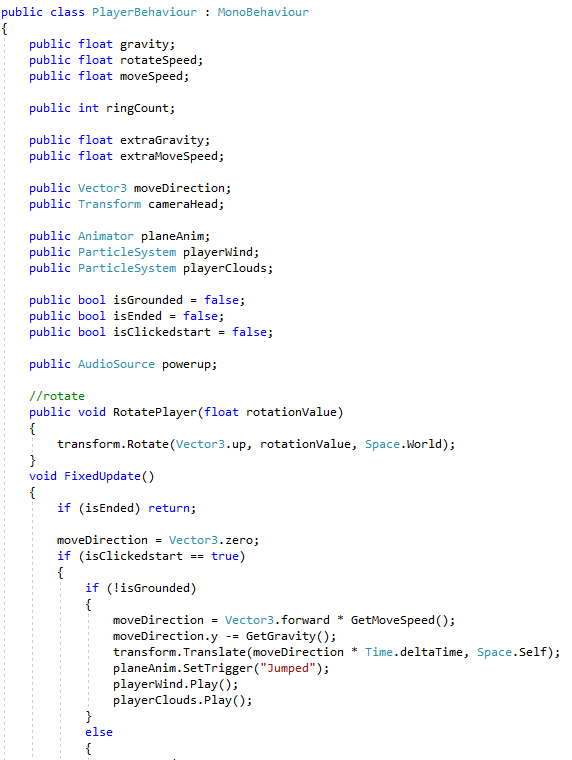 public class PlayerBehaviour : MonoBehaviour
{
    public float gravity;
    public float rotateSpeed;
    public float moveSpeed;

    public int ringCount;

    public float extraGravity;
    public float extraMoveSpeed;

    public Vector3 moveDirection;
    public Transform cameraHead;

    public Animator planeAnim;
    public ParticleSystem playerWind;
    public ParticleSystem playerClouds;

    public bool isGrounded = false;
    public bool isEnded = false;
    public bool isClickedstart = false;

    public AudioSource powerup;

    //rotate
    public void RotatePlayer(float rotationValue)
    {
        transform.Rotate(Vector3.up, rotationValue, Space.World);
    }
    void FixedUpdate()
    {
        if (isEnded) return;

        moveDirection = Vector3.zero;
        if (isClickedstart == true)
        {
            if (!isGrounded)
            {
                moveDirection = Vector3.forward * GetMoveSpeed();
                moveDirection.y -= GetGravity();
                transform.Translate(moveDirection * Time.deltaTime, Space.Self);
                planeAnim.SetTrigger("Jumped");
                playerWind.Play();
                playerClouds.Play();
            }
            else
            {